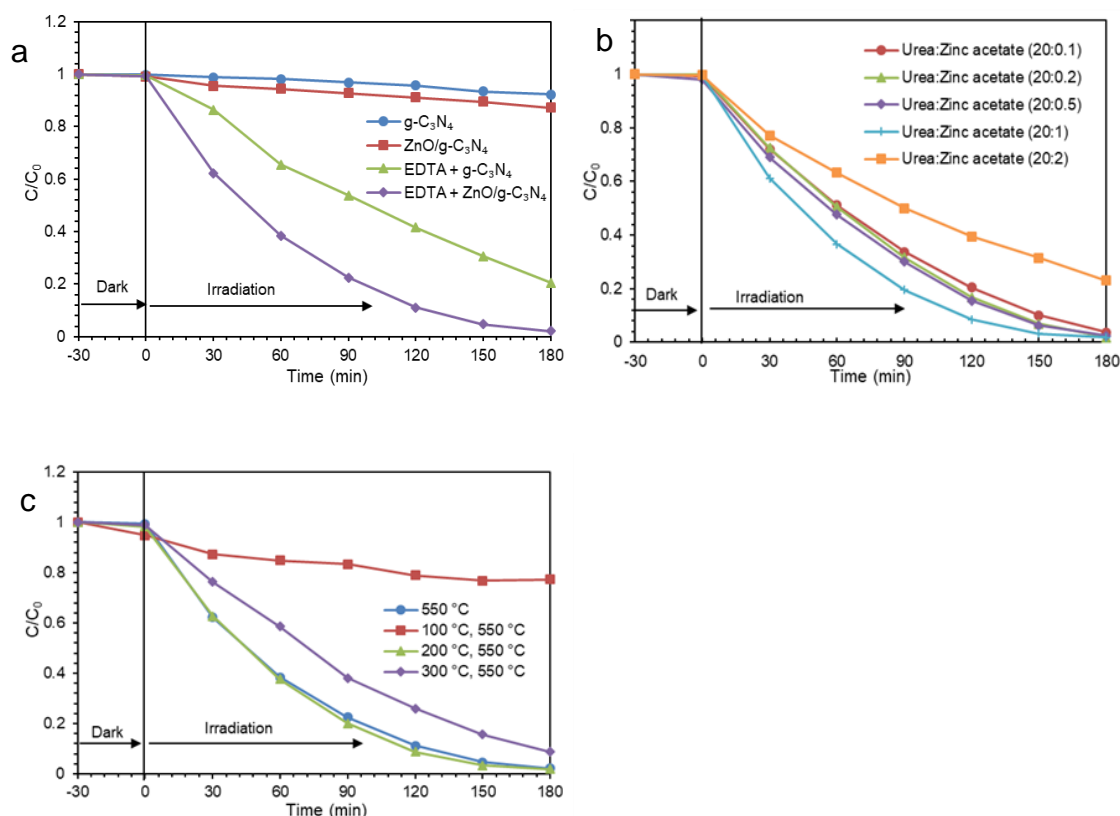 a
1.2
1
0.8
0.6
0.4
0.2
0
C/C₀
g-C₃N₄
ZnO/g-C₃N₄
EDTA + g-C₃N₄
EDTA + ZnO/g-C₃N₄
Dark
Irradiation
-30 0 30 60 90 120 150 180
Time (min)
b
1.2
1
0.8
0.6
0.4
0.2
0
C/C₀
Urea:Zinc acetate (20:0.1)
Urea:Zinc acetate (20:0.2)
Urea:Zinc acetate (20:0.5)
Urea:Zinc acetate (20:1)
Urea:Zinc acetate (20:2)
Dark
Irradiation
-30 0 30 60 90 120 150 180
Time (min)
c
1.2
1
0.8
0.6
0.4
0.2
0
C/C₀
550 °C
100 °C, 550 °C
200 °C, 550 °C
300 °C, 550 °C
Dark
Irradiation
-30 0 30 60 90 120 150 180
Time (min)